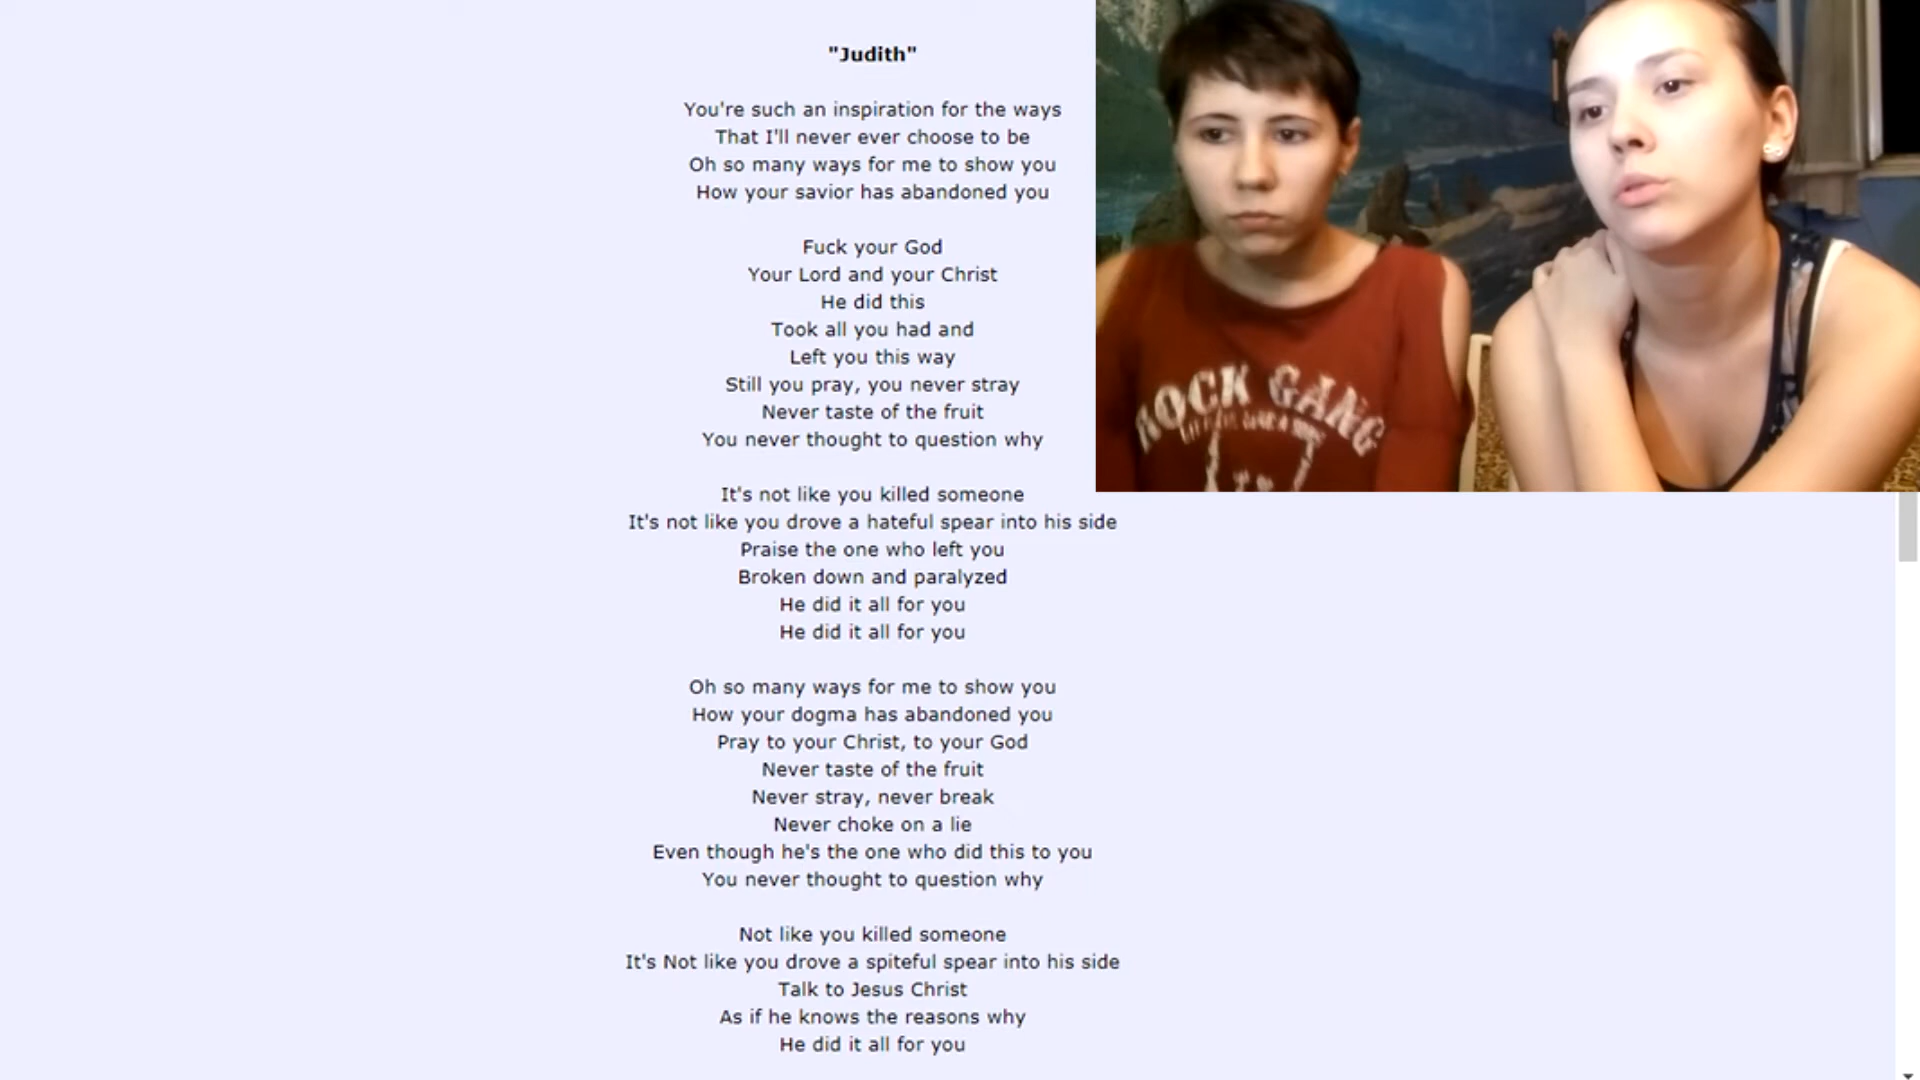 "Judith"
You're such an inspiration for the ways
That I'll never ever choose to be
Oh so many ways for me to show you
How your savior has abandoned you
Fuck your God
Your Lord and your Christ
He did this
Took all you had and
Left you this way
Still you pray, you never stray
Never taste of the fruit
You never thought to question why
It's not like you killed someone
It's not like you drove a hateful spear into his side
Praise the one who left you
Broken down and paralyzed
He did it all for you
He did it all for you
Oh so many ways for me to show you
How your dogma has abandoned you
Pray to your Christ, to your God
Never taste of the fruit
Never stray, never break
Never choke on a lie
Even though he's the one who did this to you
You never thought to question why
Not like you killed someone
It's Not like you drove a spiteful spear into his side
Talk to Jesus Christ
As if he knows the reasons why
He did it all for you
ROCK GANG